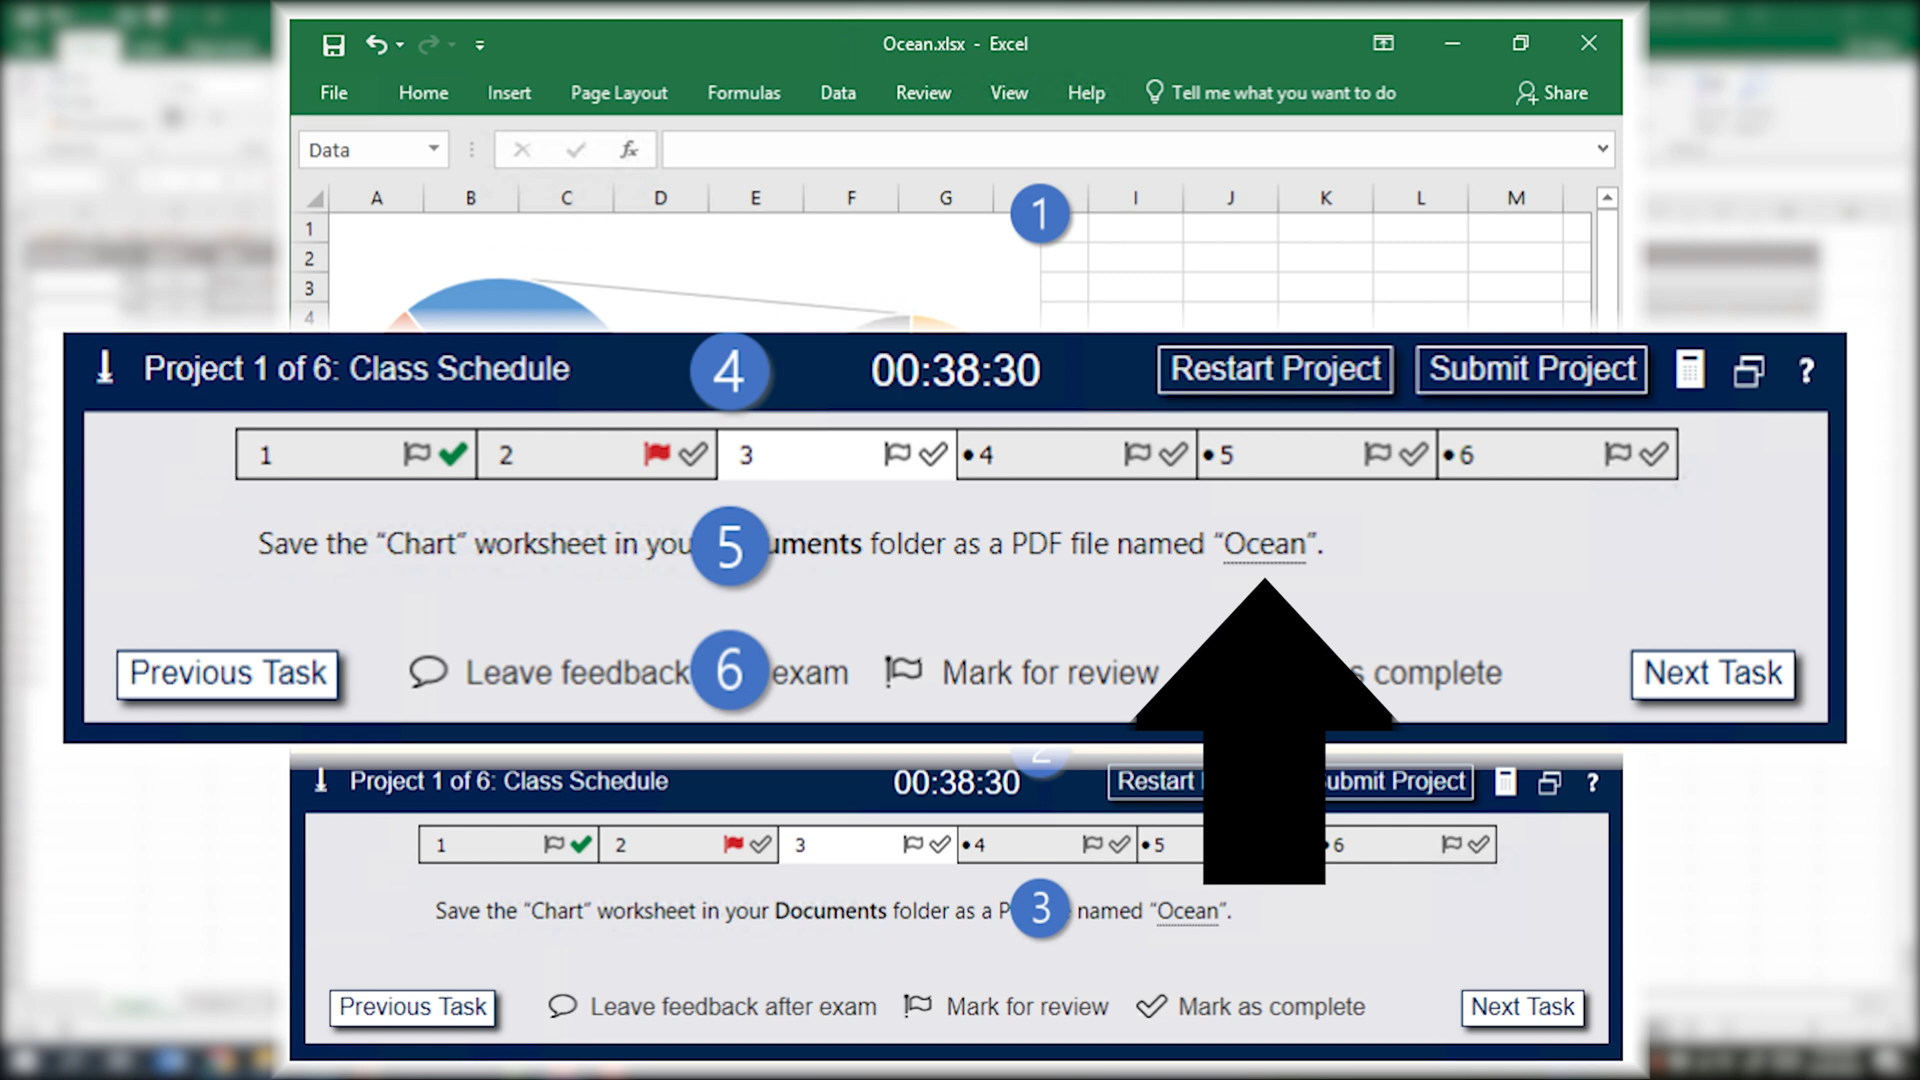 Ocean.xlsx - Excel
File Home Insert Page Layout Formulas Data Review View Help Tell me what you want to do Share
Data fx
A B C D E F G I J K L M
1
1
2
3
4
Project 1 of 6: Class Schedule 4 00:38:30 Restart Project Submit Project ?
1 2 3 •4 •5 •6
Save the “Chart” worksheet in you 5 uments folder as a PDF file named “Ocean”.
Previous Task Leave feedback 6 exam Mark for review s complete Next Task
2
Project 1 of 6: Class Schedule 00:38:30 Restart ubmit Project ?
1 2 3 •4 •5 •6
Save the “Chart” worksheet in your Documents folder as a P 3 named “Ocean”.
Previous Task Leave feedback after exam Mark for review Mark as complete Next Task